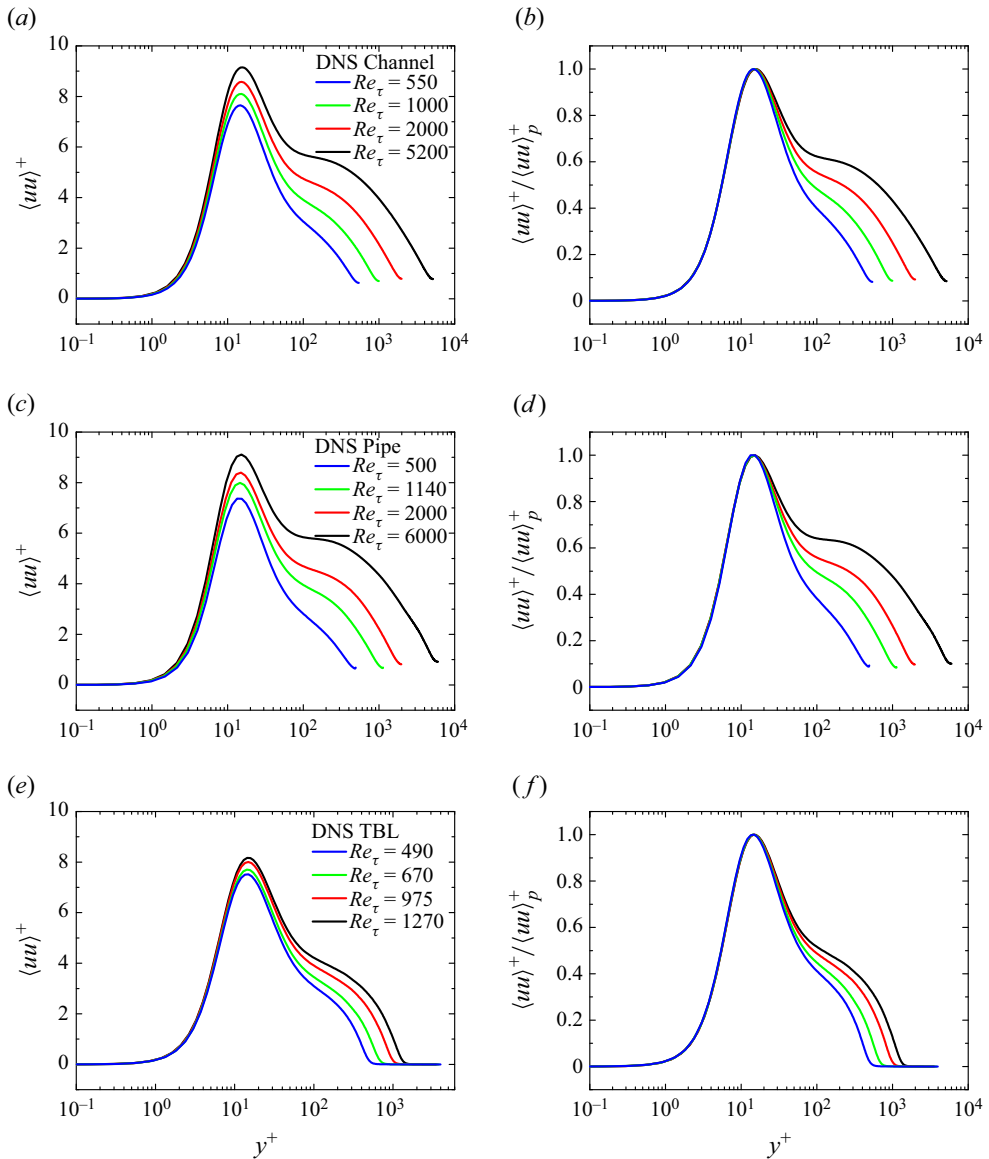 (a)
10
8
6
4
2
0
⟨uu⟩⁺
DNS Channel
Reτ = 550
Reτ = 1000
Reτ = 2000
Reτ = 5200
10⁻¹ 10⁰ 10¹ 10² 10³ 10⁴
(b)
1.0
0.8
0.6
0.4
0.2
0
⟨uu⟩⁺/⟨uu⟩⁺ₚ
10⁻¹ 10⁰ 10¹ 10² 10³ 10⁴
(c)
10
8
6
4
2
0
⟨uu⟩⁺
DNS Pipe
Reτ = 500
Reτ = 1140
Reτ = 2000
Reτ = 6000
10⁻¹ 10⁰ 10¹ 10² 10³ 10⁴
(d)
1.0
0.8
0.6
0.4
0.2
0
⟨uu⟩⁺/⟨uu⟩⁺ₚ
10⁻¹ 10⁰ 10¹ 10² 10³ 10⁴
(e)
10
8
6
4
2
0
⟨uu⟩⁺
DNS TBL
Reτ = 490
Reτ = 670
Reτ = 975
Reτ = 1270
10⁻¹ 10⁰ 10¹ 10² 10³
y⁺
(f)
1.0
0.8
0.6
0.4
0.2
0
⟨uu⟩⁺/⟨uu⟩⁺ₚ
10⁻¹ 10⁰ 10¹ 10² 10³ 10⁴
y⁺